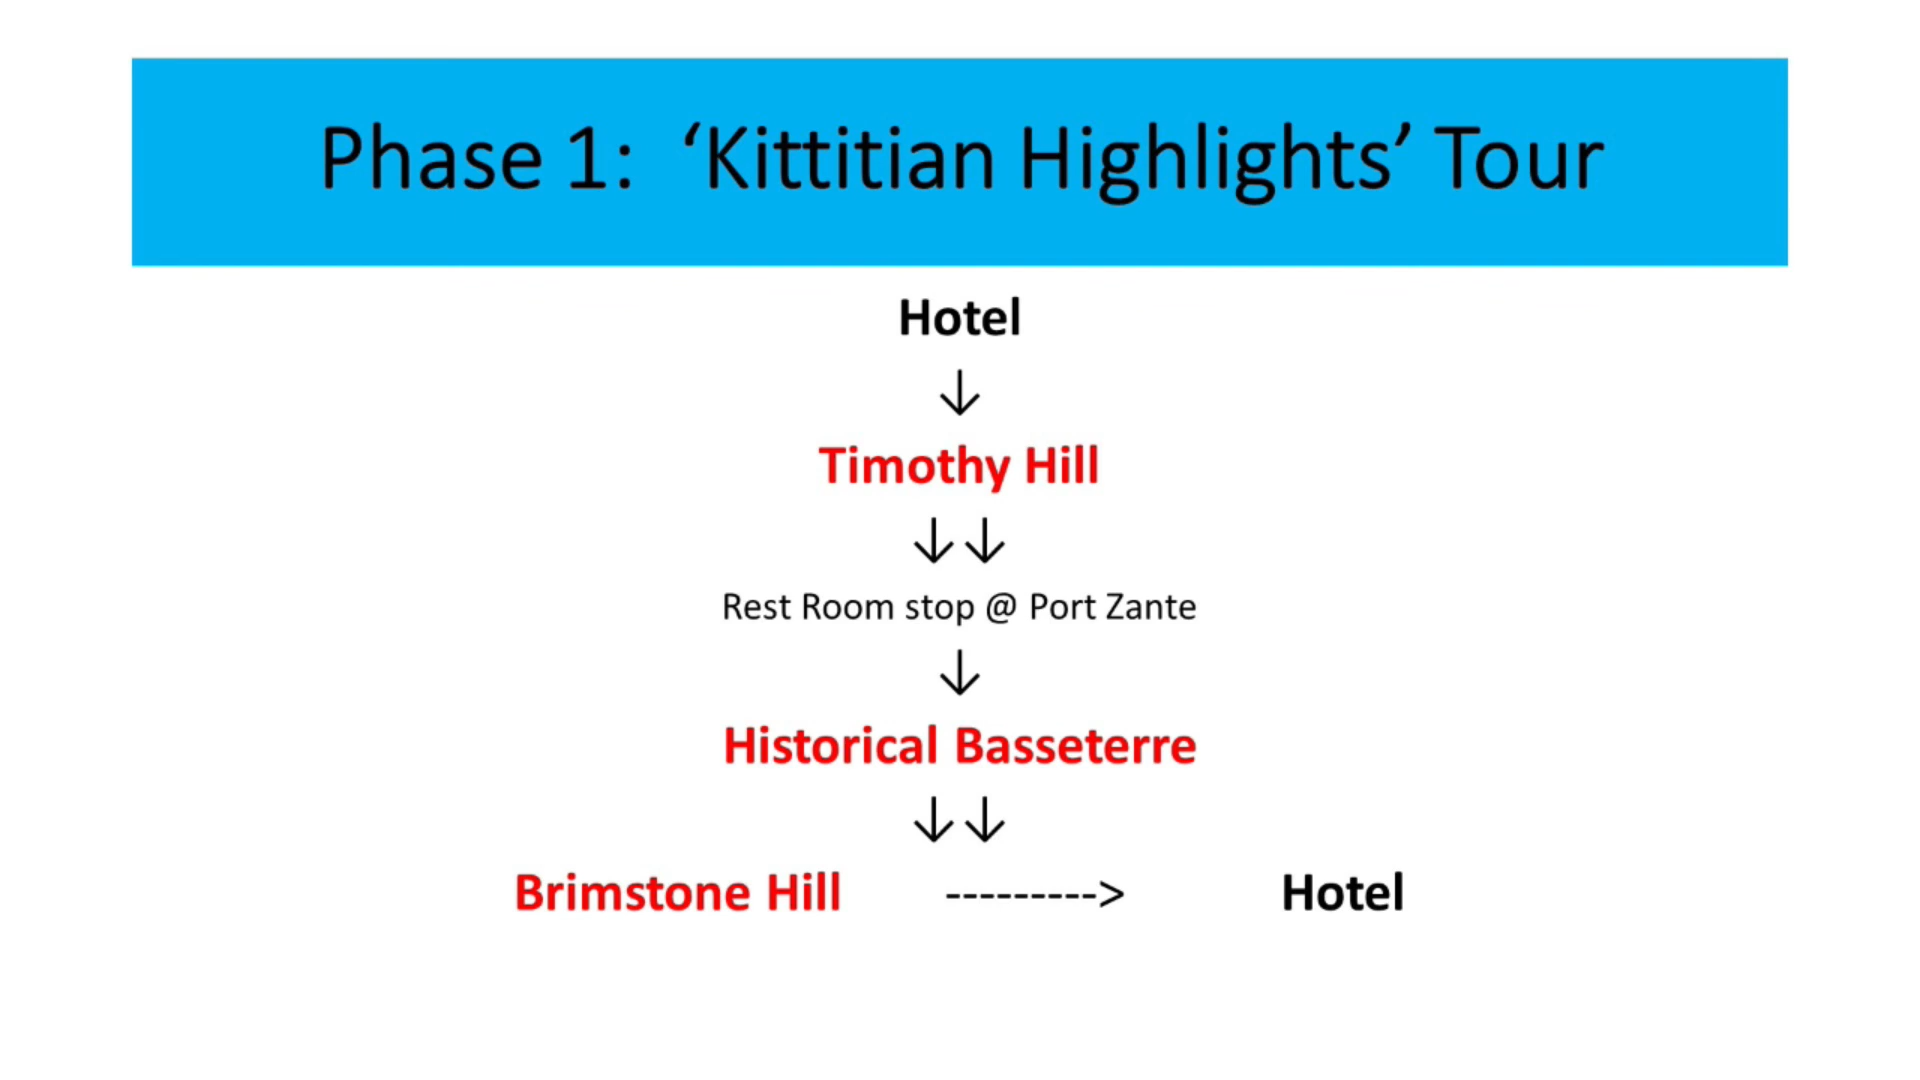 Phase 1:  ‘Kittitian Highlights’ Tour
Hotel
↓
Timothy Hill
↓↓
Rest Room stop @ Port Zante
↓
Historical Basseterre
↓↓
Brimstone Hill ---------> Hotel